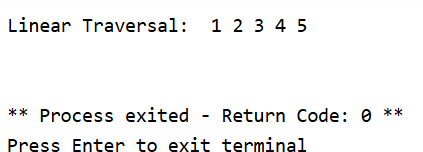 Linear Traversal:  1 2 3 4 5
** Process exited - Return Code: 0 **
Press Enter to exit terminal